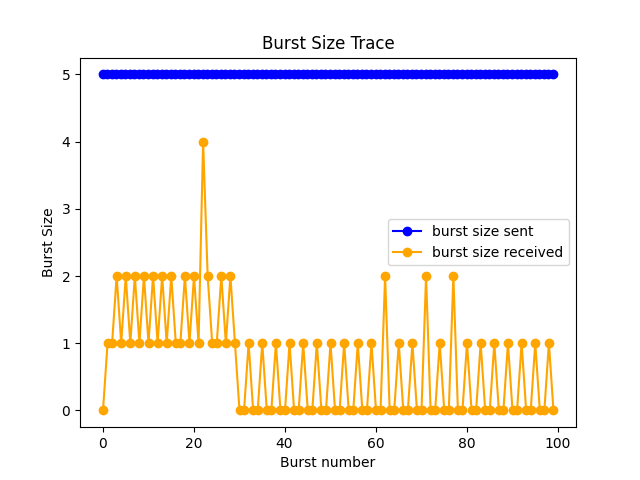 Burst Size Trace
Burst Size
5
4
3
2
1
0
burst size sent
burst size received
0 20 40 60 80 100
Burst number